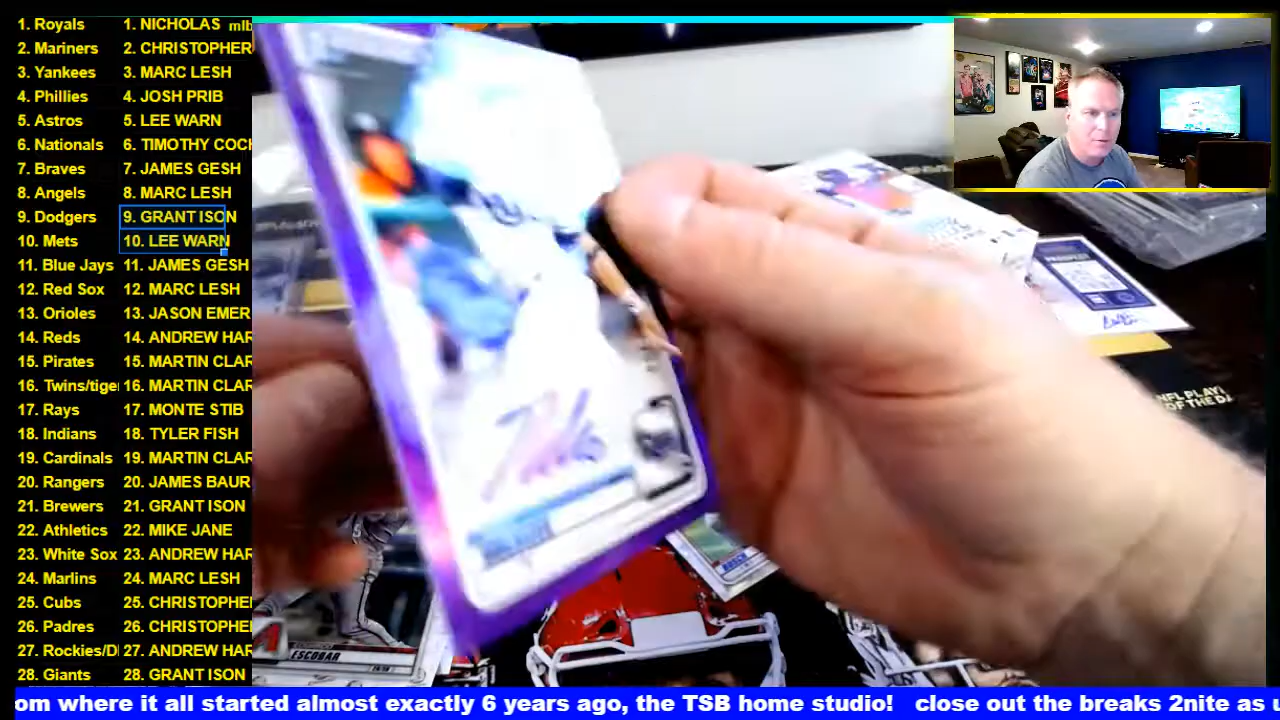 1. Royals 1. NICHOLAS mlb
2. Mariners 2. CHRISTOPHER
3. Yankees 3. MARC LESH
4. Phillies 4. JOSH PRIB
5. Astros 5. LEE WARN
6. Nationals 6. TIMOTHY COCH
7. Braves 7. JAMES GESH
8. Angels 8. MARC LESH
9. Dodgers 9. GRANT ISON
10. Mets 10. LEE WARN
11. Blue Jays 11. JAMES GESH
12. Red Sox 12. MARC LESH
13. Orioles 13. JASON EMER
14. Reds 14. ANDREW HAR
15. Pirates 15. MARTIN CLAR
16. Twins/tige 16. MARTIN CLAR
17. Rays 17. MONTE STIB
18. Indians 18. TYLER FISH
19. Cardinals 19. MARTIN CLAR
20. Rangers 20. JAMES BAUR
21. Brewers 21. GRANT ISON
22. Athletics 22. MIKE JANE
23. White Sox 23. ANDREW HAR
24. Marlins 24. MARC LESH
25. Cubs 25. CHRISTOPHE
26. Padres 26. CHRISTOPHE
27. Rockies/D 27. ANDREW HAR
28. Giants 28. GRANT ISON
ESCOBAR
PROSPECT
NFL PLAY
OF THE DA
om where it all started almost exactly 6 years ago, the TSB home studio! close out the breaks 2nite as u